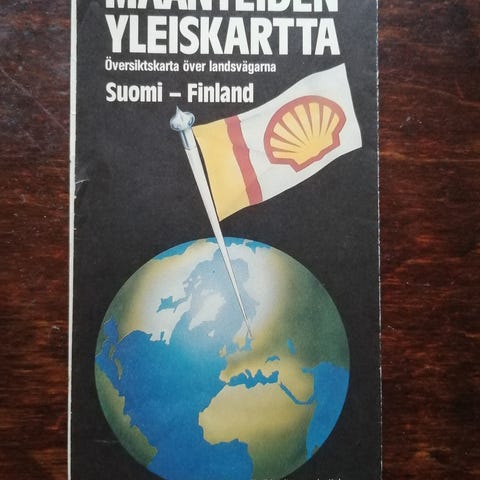 MAANTEIDEN
YLEISKARTTA
Översiktskarta över landsvägarna
Suomi – Finland